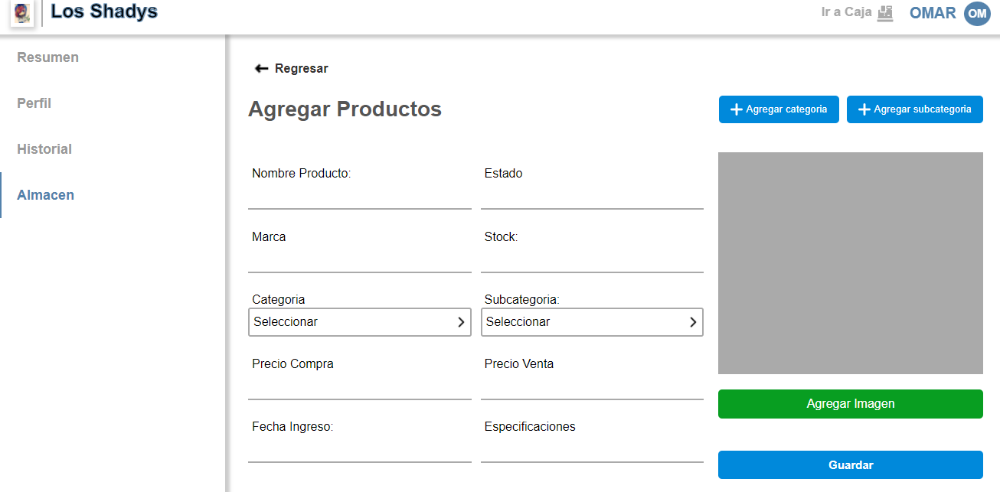 Los Shadys
Ir a Caja
OMAR
OM
Resumen
Perfil
Historial
Almacen
Regresar
Agregar Productos
Agregar categoria
Agregar subcategoria
Nombre Producto:
Estado
Marca
Stock:
Categoria
Subcategoria:
Seleccionar
Seleccionar
Precio Compra
Precio Venta
Fecha Ingreso:
Especificaciones
Agregar Imagen
Guardar